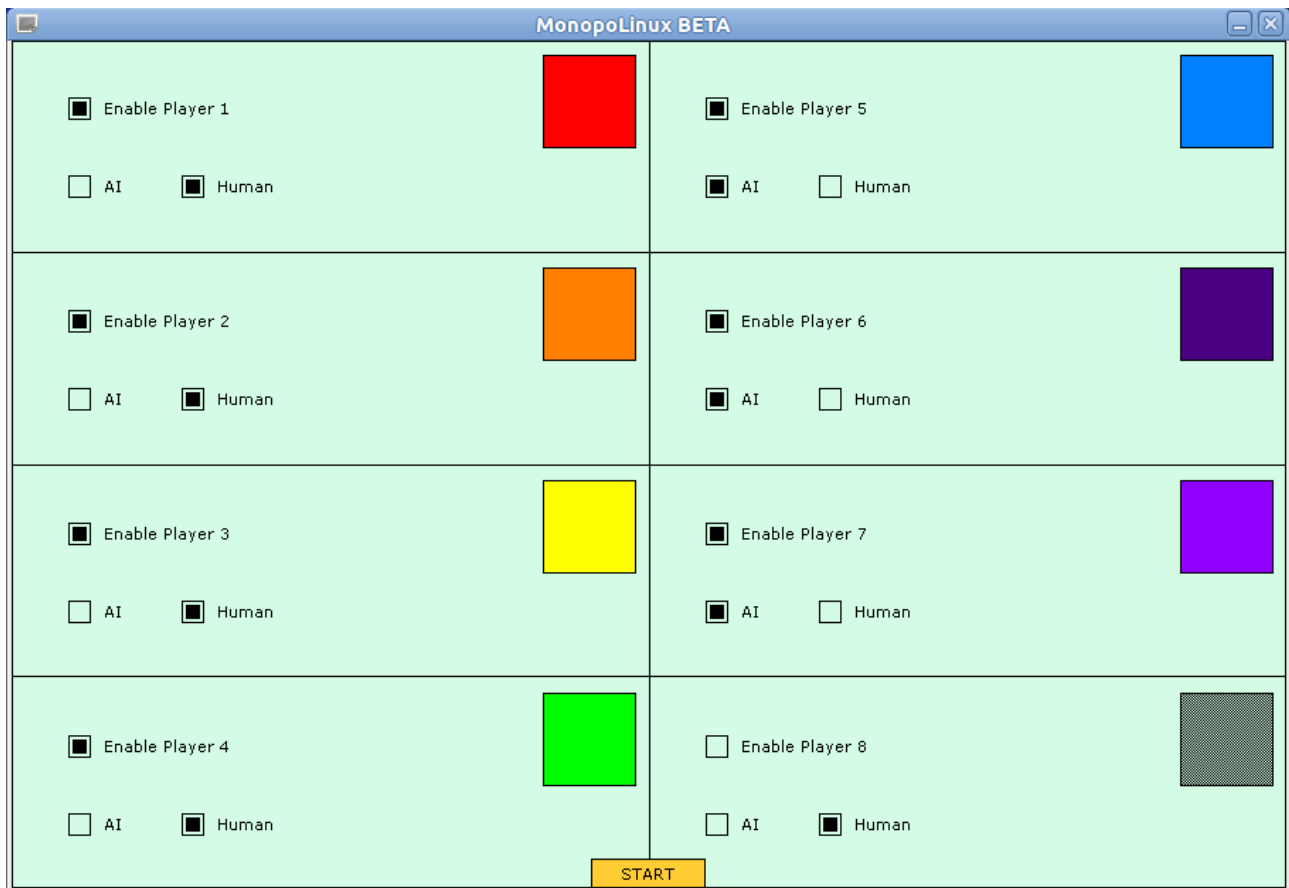 MonopoLinux BETA
Enable Player 1
AI Human
Enable Player 2
AI Human
Enable Player 3
AI Human
Enable Player 4
AI Human
Enable Player 5
AI Human
Enable Player 6
AI Human
Enable Player 7
AI Human
Enable Player 8
AI Human
START